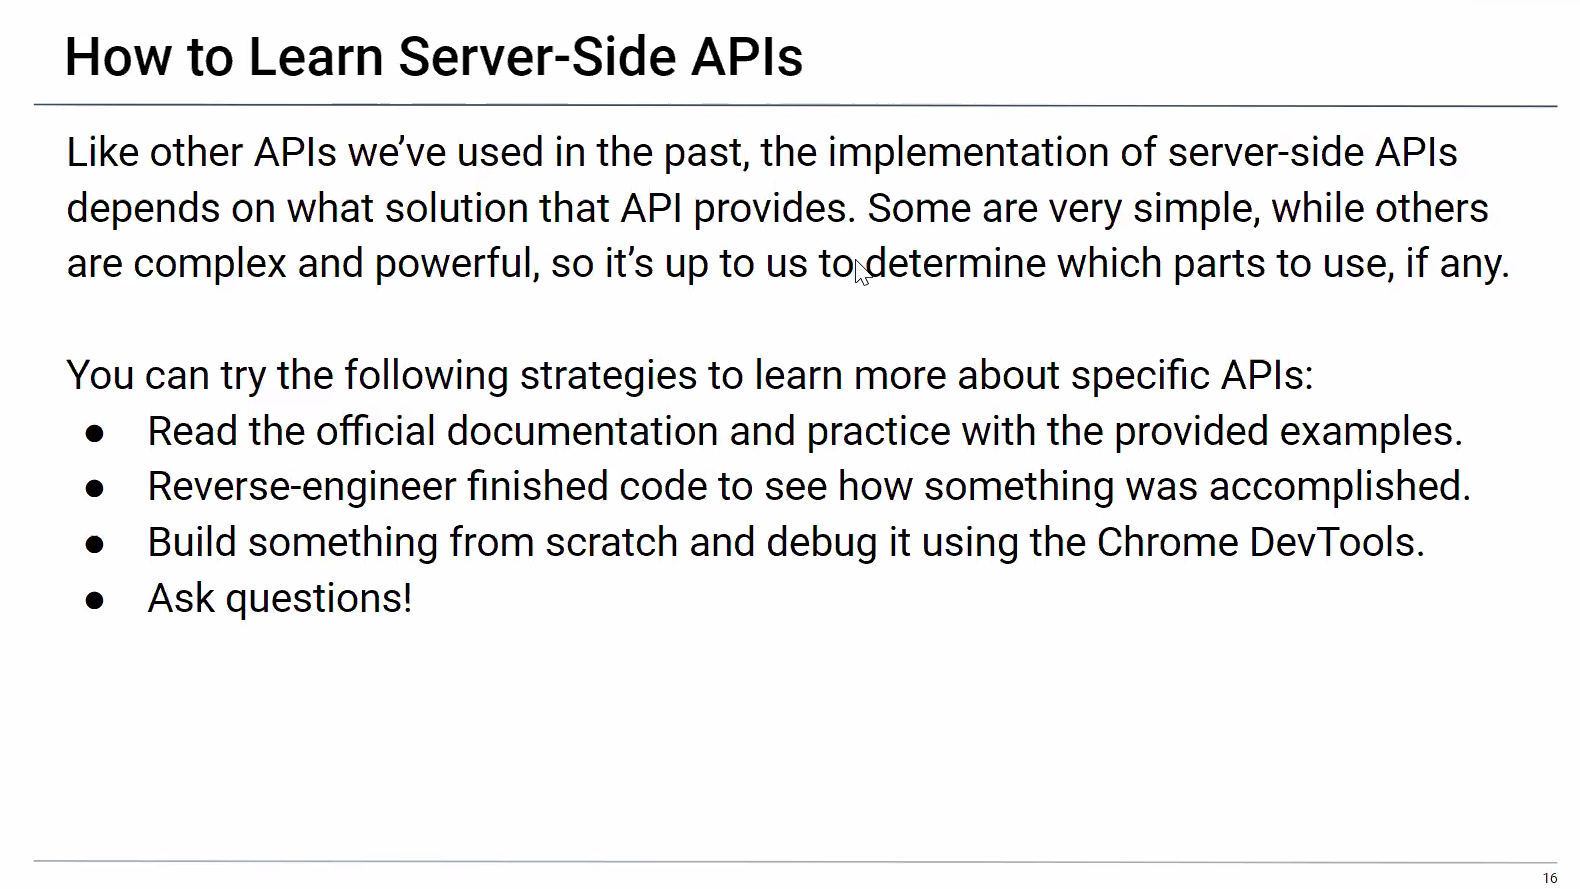 How to Learn Server-Side APIs
Like other APIs we’ve used in the past, the implementation of server-side APIs
depends on what solution that API provides. Some are very simple, while others
are complex and powerful, so it’s up to us to determine which parts to use, if any.
You can try the following strategies to learn more about specific APIs:
● Read the official documentation and practice with the provided examples.
● Reverse-engineer finished code to see how something was accomplished.
● Build something from scratch and debug it using the Chrome DevTools.
● Ask questions!
16